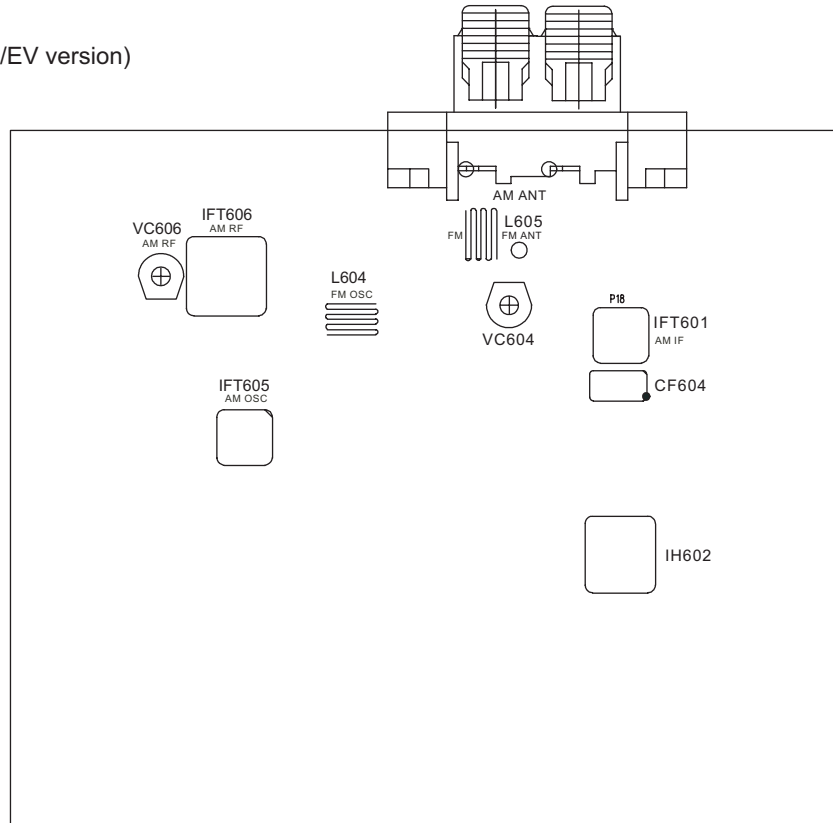 /EV version)
AM ANT
IFT606
AM RF
VC606
AM RF
L605
FM ANT
FM
L604
FM OSC
P18
VC604
IFT601
AM IF
IFT605
AM OSC
CF604
IH602